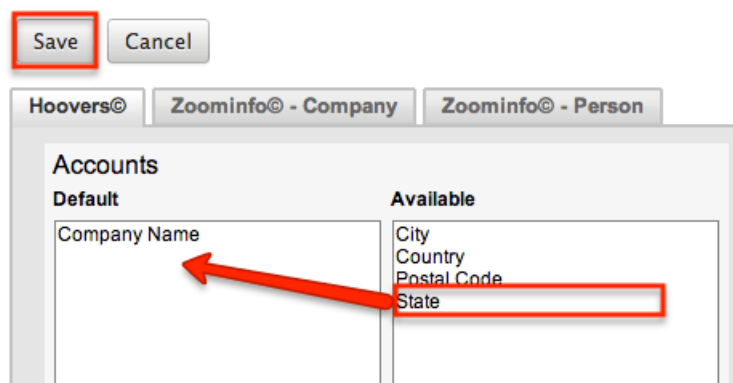 Save Cancel
Hoovers© Zoominfo© - Company Zoominfo© - Person
Accounts
Default Available
Company Name City
Country
Postal Code
State